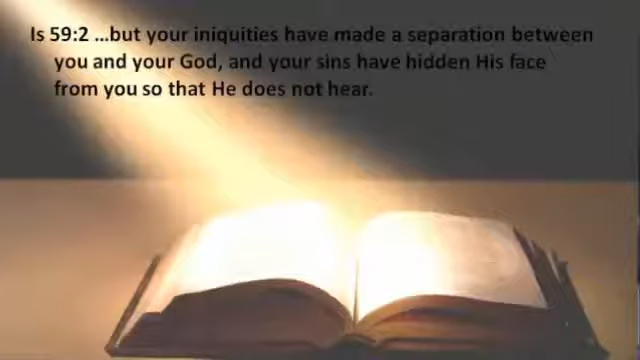 Is 59:2 …but your iniquities have made a separation between
you and your God, and your sins have hidden His face
from you so that He does not hear.